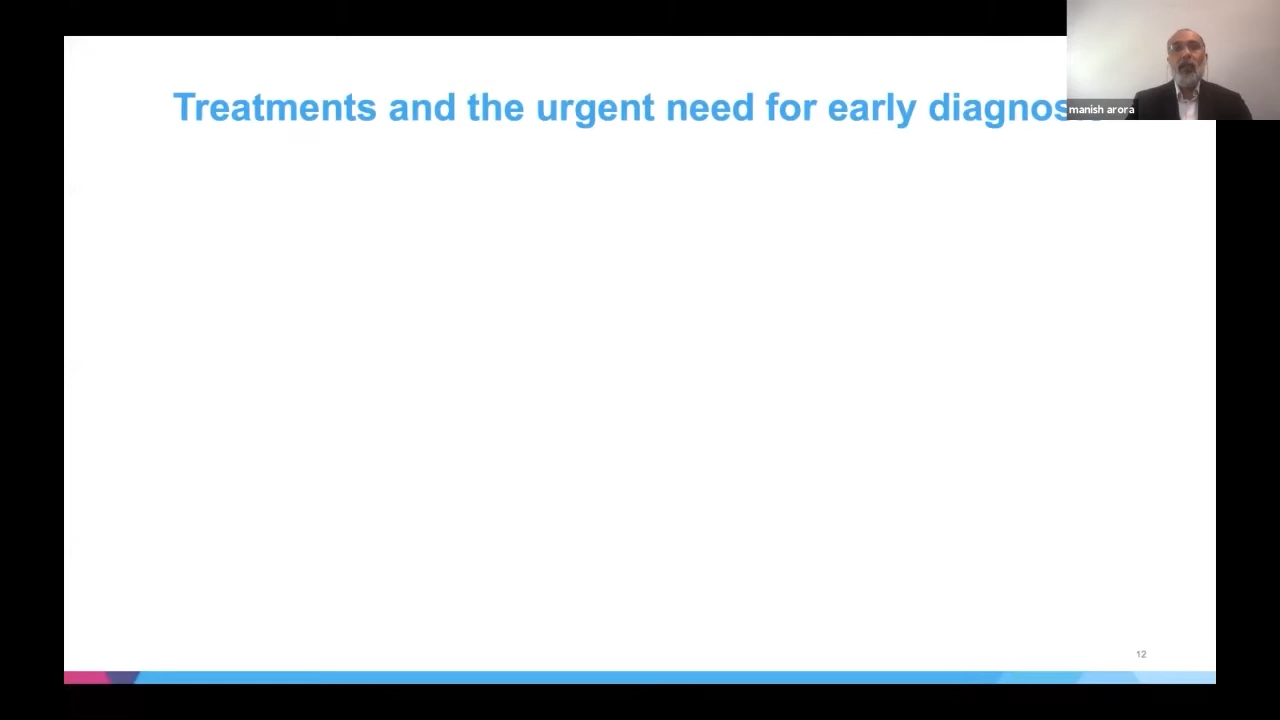 Treatments and the urgent need for early diagnos
manish arora
12